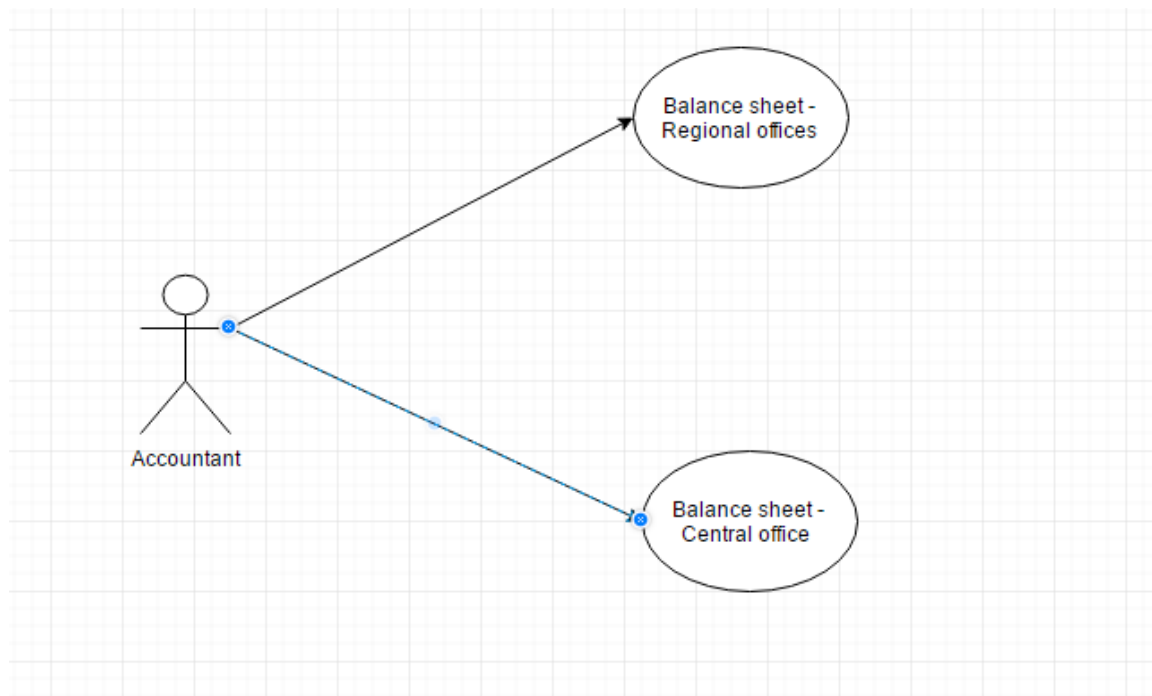 Balance sheet -
Regional offices
Accountant
Balance sheet -
Central office